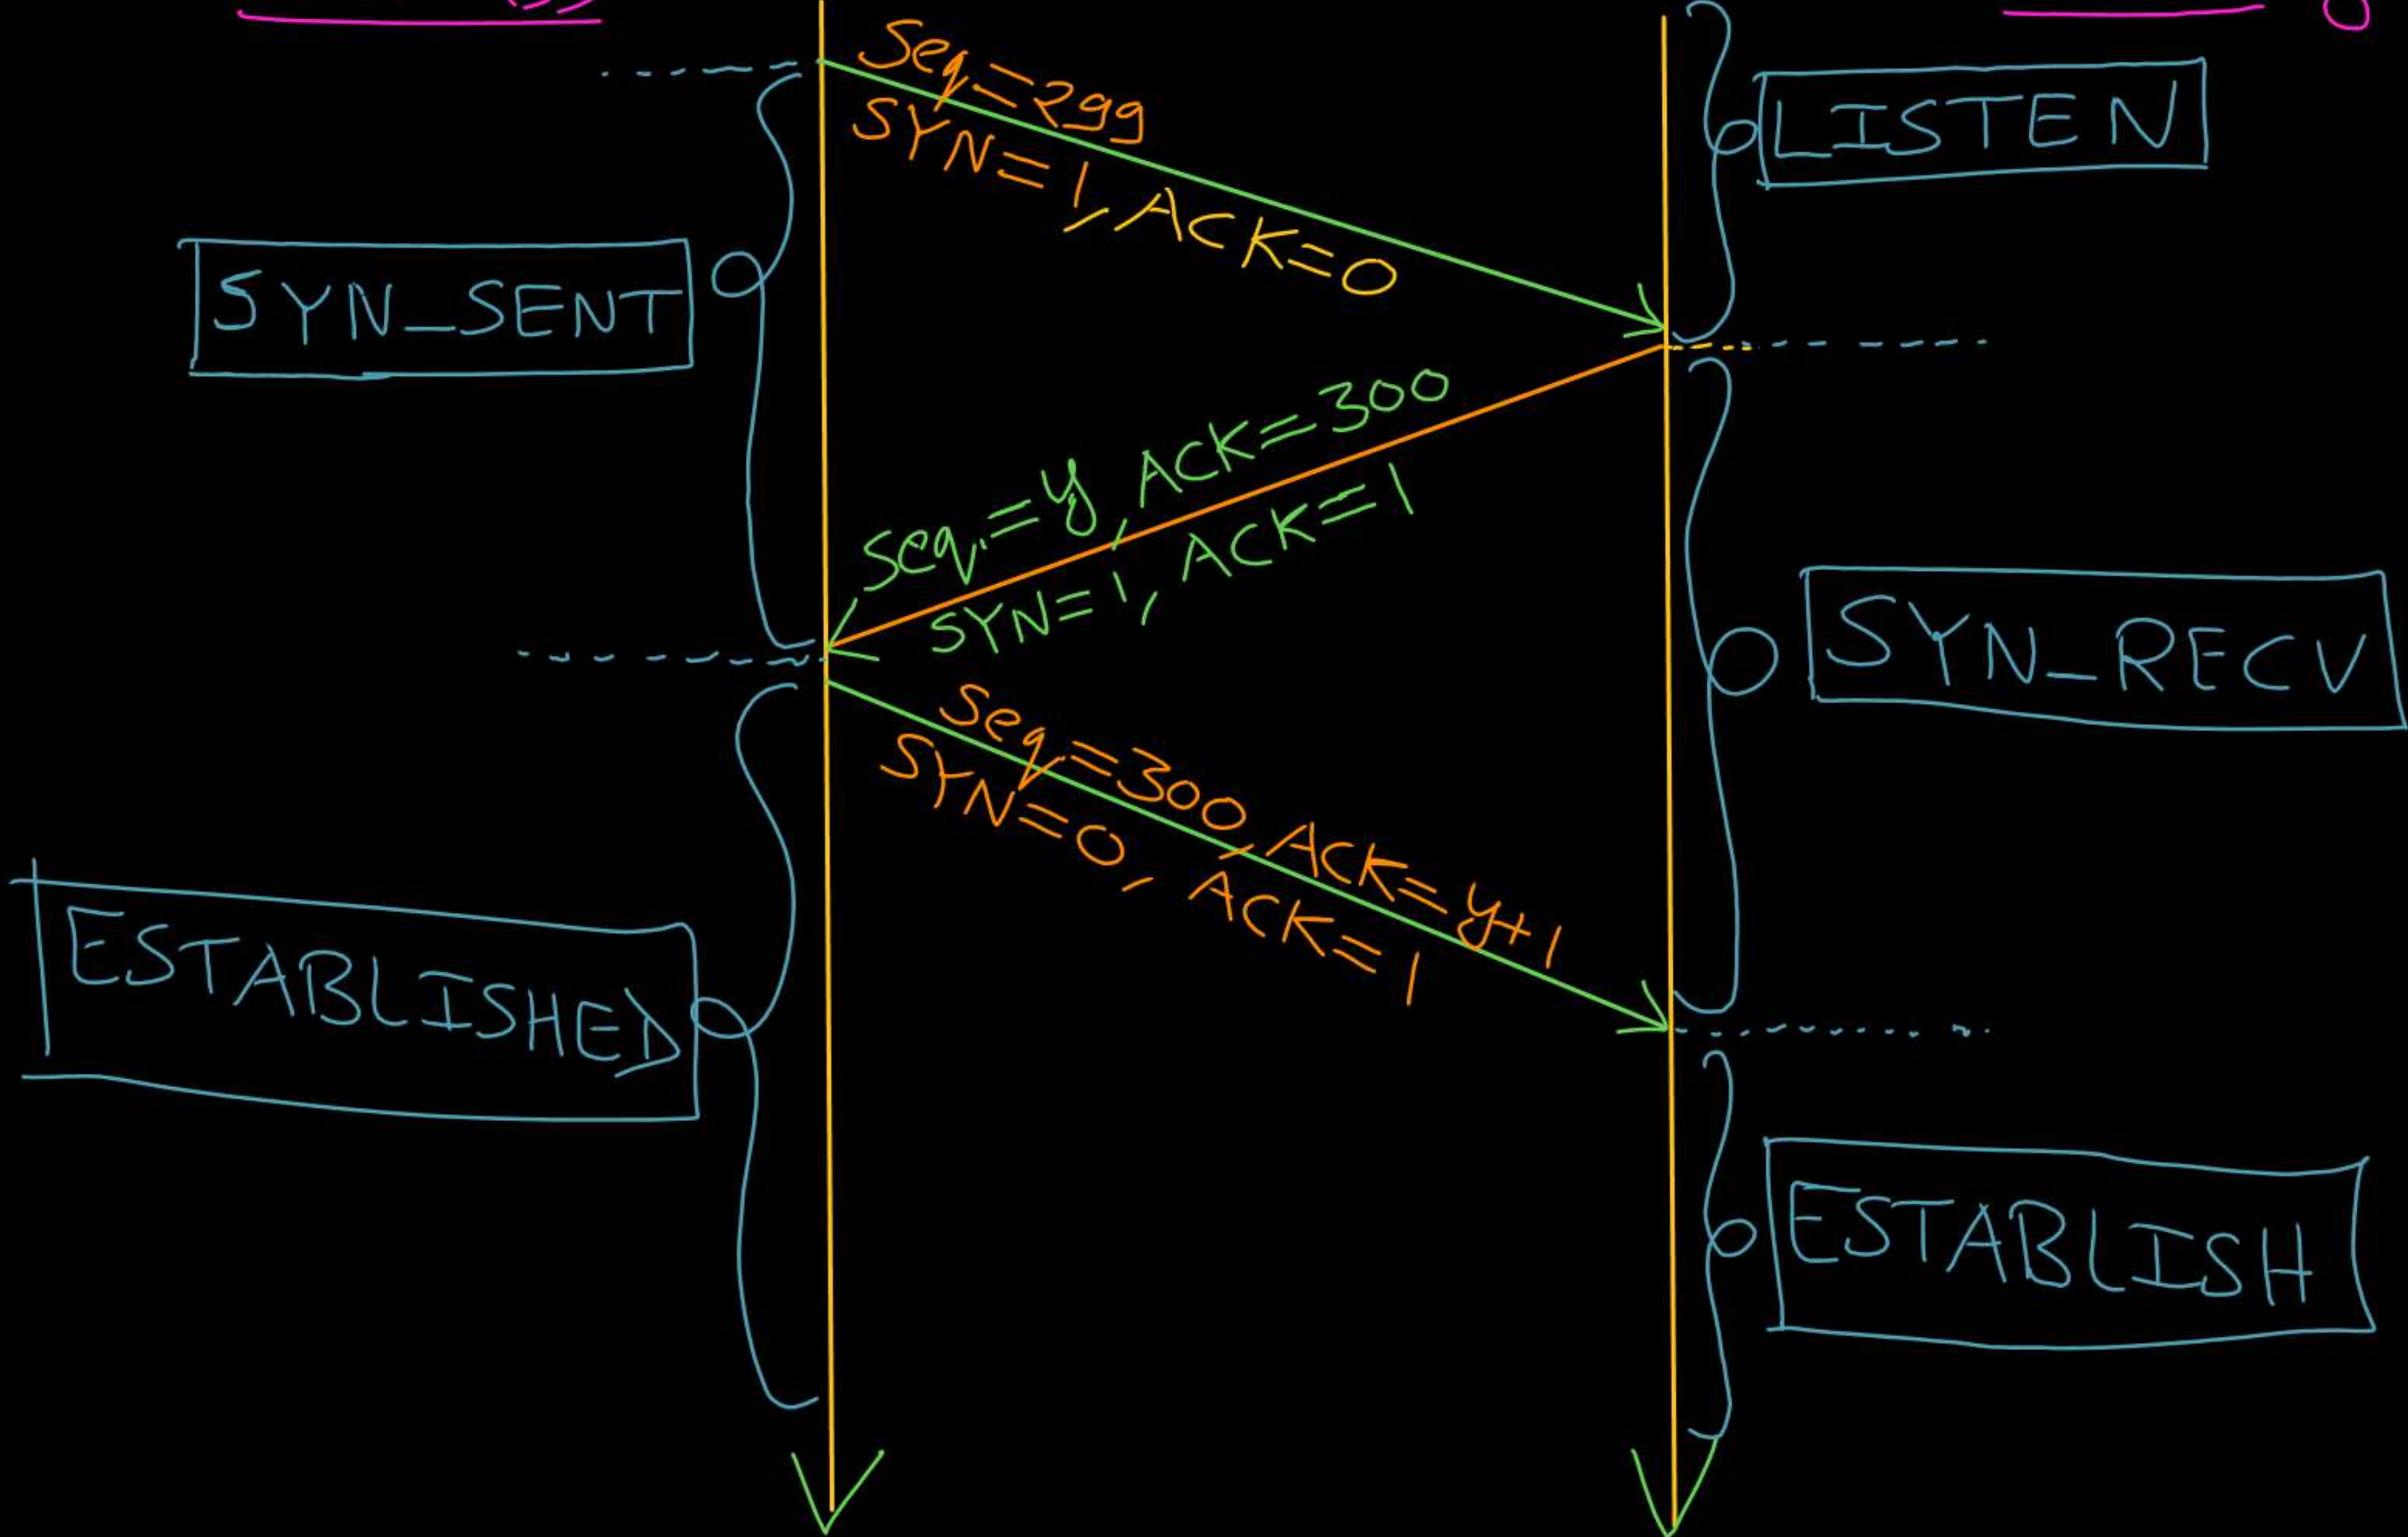 Seq=299
SYN=1, ACK=0
LISTEN
SYN_SENT
Seq.=y, ACK=300
SYN=1, ACK=1
SYN_RECV
Seq.=300, ACK=y+1
SYN=0, ACK=1
ESTABLISHED
ESTABLISH